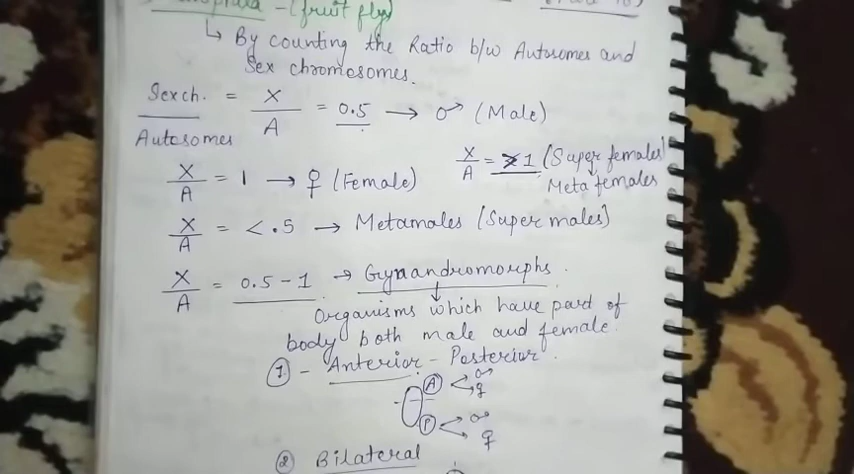 - (fruit fly)
↳ By counting the Ratio b/w Autosomes and
Sex chromosomes.
Sex ch. / Autosomes = X/A = 0.5 → ♂ (Male)
X/A = 1 → ♀ (Female)
X/A = >1 (Super females)
Meta females
X/A = < .5 → Metamales (Super males)
X/A = 0.5 - 1 → Gynandromorphs.
Organisms which have part of
body both male and female.
① - Anterior - Posterior.
A ♂ ♀
P ♂ ♀
② Bilateral